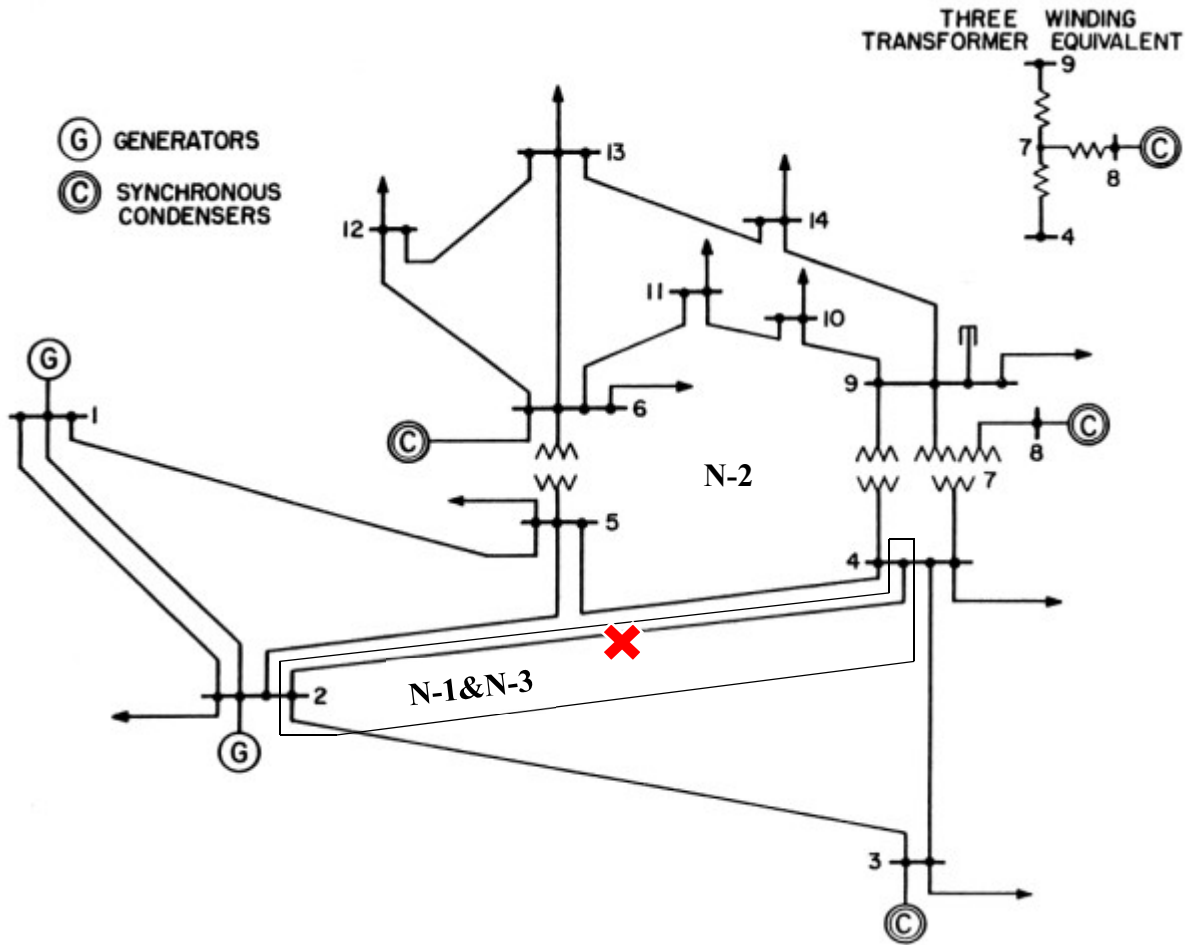 THREE WINDING
TRANSFORMER EQUIVALENT
9
7
C
8
4
G GENERATORS
C SYNCHRONOUS
CONDENSERS
13
12
14
11
10
G
9
1
6
C
C
8
N-2
7
5
4
N-1&N-3
2
G
3
C